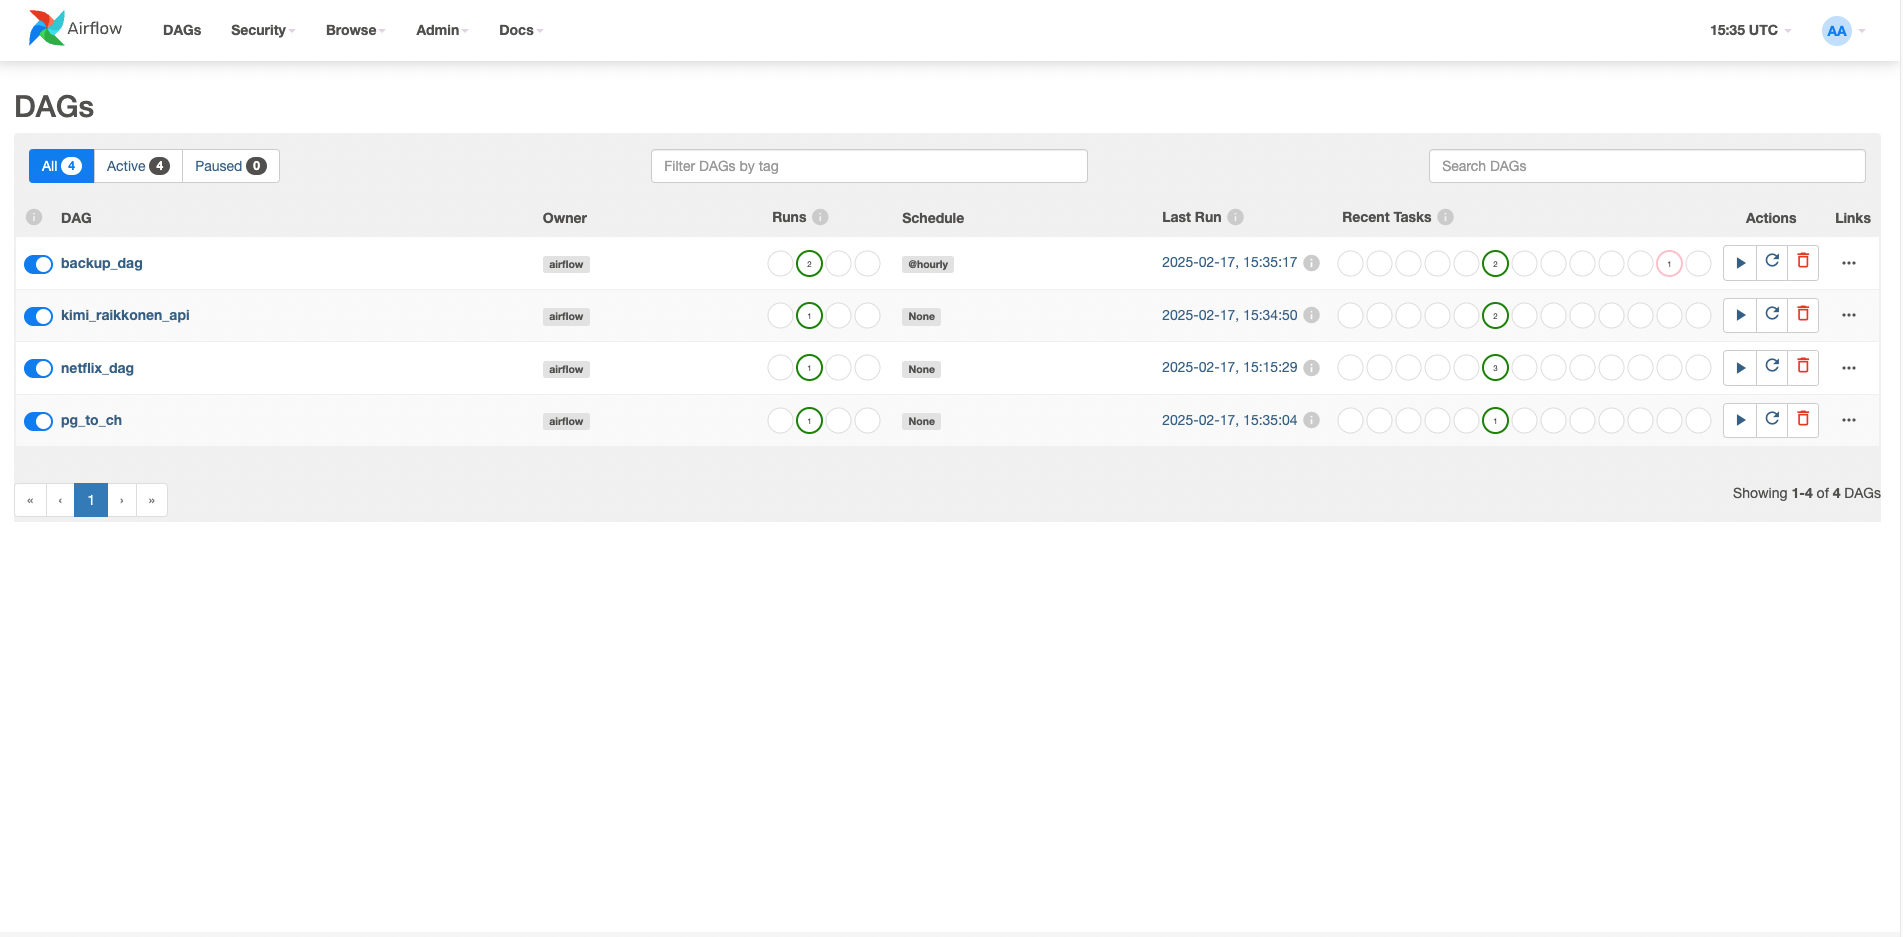 Airflow DAGs Security Browse Admin Docs 15:35 UTC AA
DAGs
All 4 Active 4 Paused 0 Filter DAGs by tag Search DAGs
i DAG Owner Runs i Schedule Last Run i Recent Tasks i Actions Links
backup_dag airflow 2 @hourly 2025-02-17, 15:35:17 i 2 1 ...
kimi_raikkonen_api airflow 1 None 2025-02-17, 15:34:50 i 2 ...
netflix_dag airflow 1 None 2025-02-17, 15:15:29 i 3 ...
pg_to_ch airflow 1 None 2025-02-17, 15:35:04 i 1 ...
« ‹ 1 › » Showing 1-4 of 4 DAGs